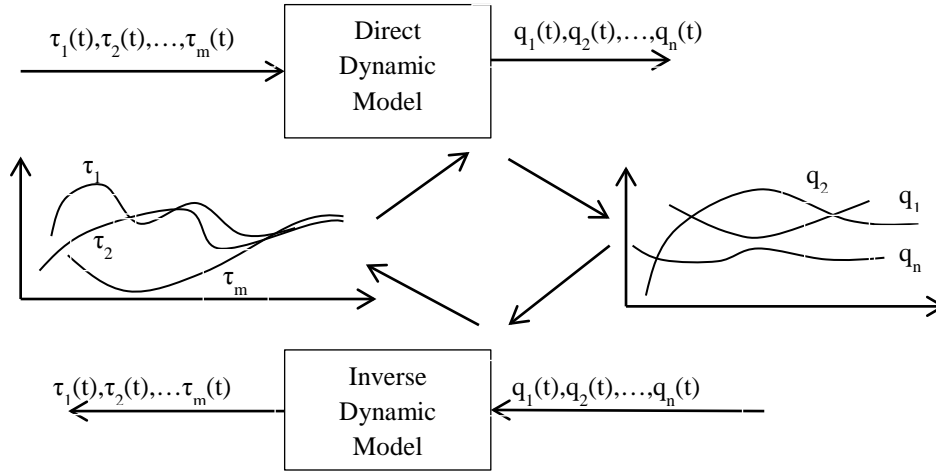 τ₁(t),τ₂(t),…,τₘ(t)
Direct
Dynamic
Model
q₁(t),q₂(t),…,qₙ(t)
τ₁
τ₂
τₘ
q₂
q₁
qₙ
τ₁(t),τ₂(t),…τₘ(t)
Inverse
Dynamic
Model
q₁(t),q₂(t),…,qₙ(t)